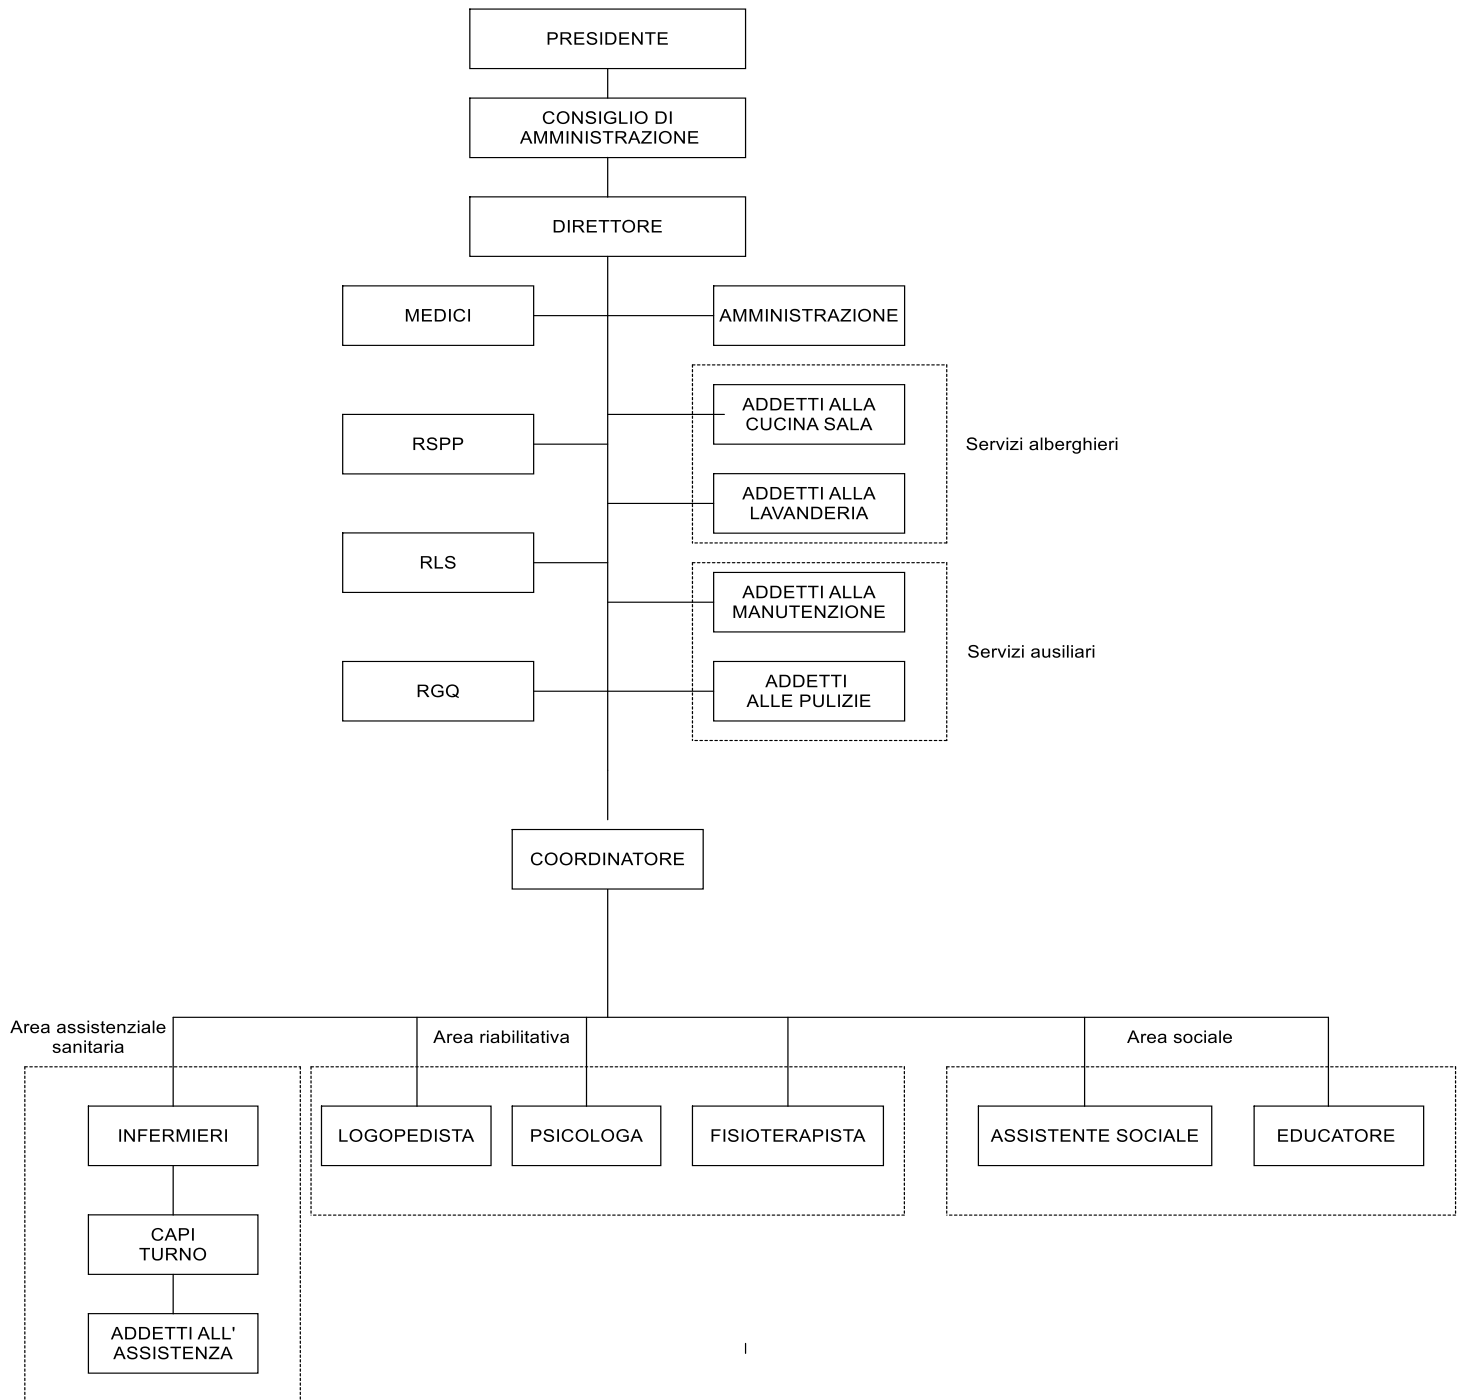 PRESIDENTE
CONSIGLIO DI
AMMINISTRAZIONE
DIRETTORE
MEDICI
AMMINISTRAZIONE
ADDETTI ALLA
CUCINA SALA
RSPP
Servizi alberghieri
ADDETTI ALLA
LAVANDERIA
RLS
ADDETTI ALLA
MANUTENZIONE
Servizi ausiliari
RGQ
ADDETTI
ALLE PULIZIE
COORDINATORE
Area assistenziale
sanitaria
Area riabilitativa
Area sociale
INFERMIERI
LOGOPEDISTA
PSICOLOGA
FISIOTERAPISTA
ASSISTENTE SOCIALE
EDUCATORE
CAPI
TURNO
ADDETTI ALL'
ASSISTENZA